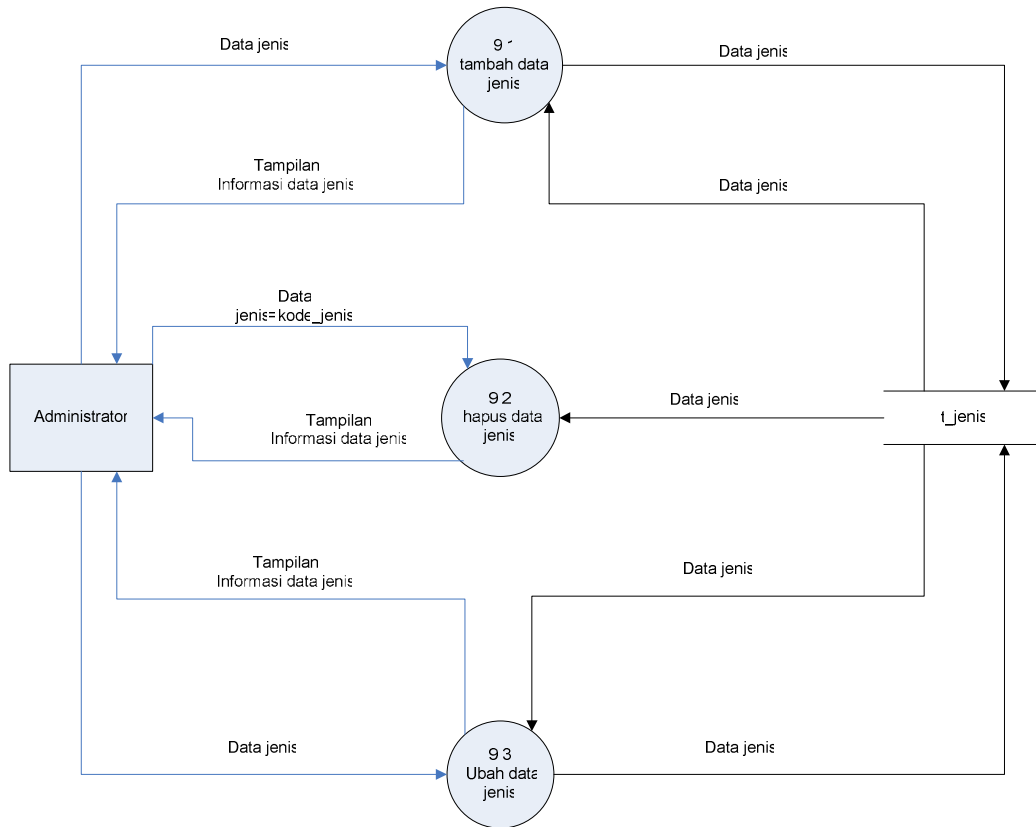 Data jenis
9 1
tambah data
jenis
Data jenis
Tampilan
Informasi data jenis
Data jenis
Data
jenis=kode_jenis
Administrator
9 2
hapus data
jenis
Data jenis
t_jenis
Tampilan
Informasi data jenis
Tampilan
Informasi data jenis
Data jenis
Data jenis
9 3
Ubah data
jenis
Data jenis